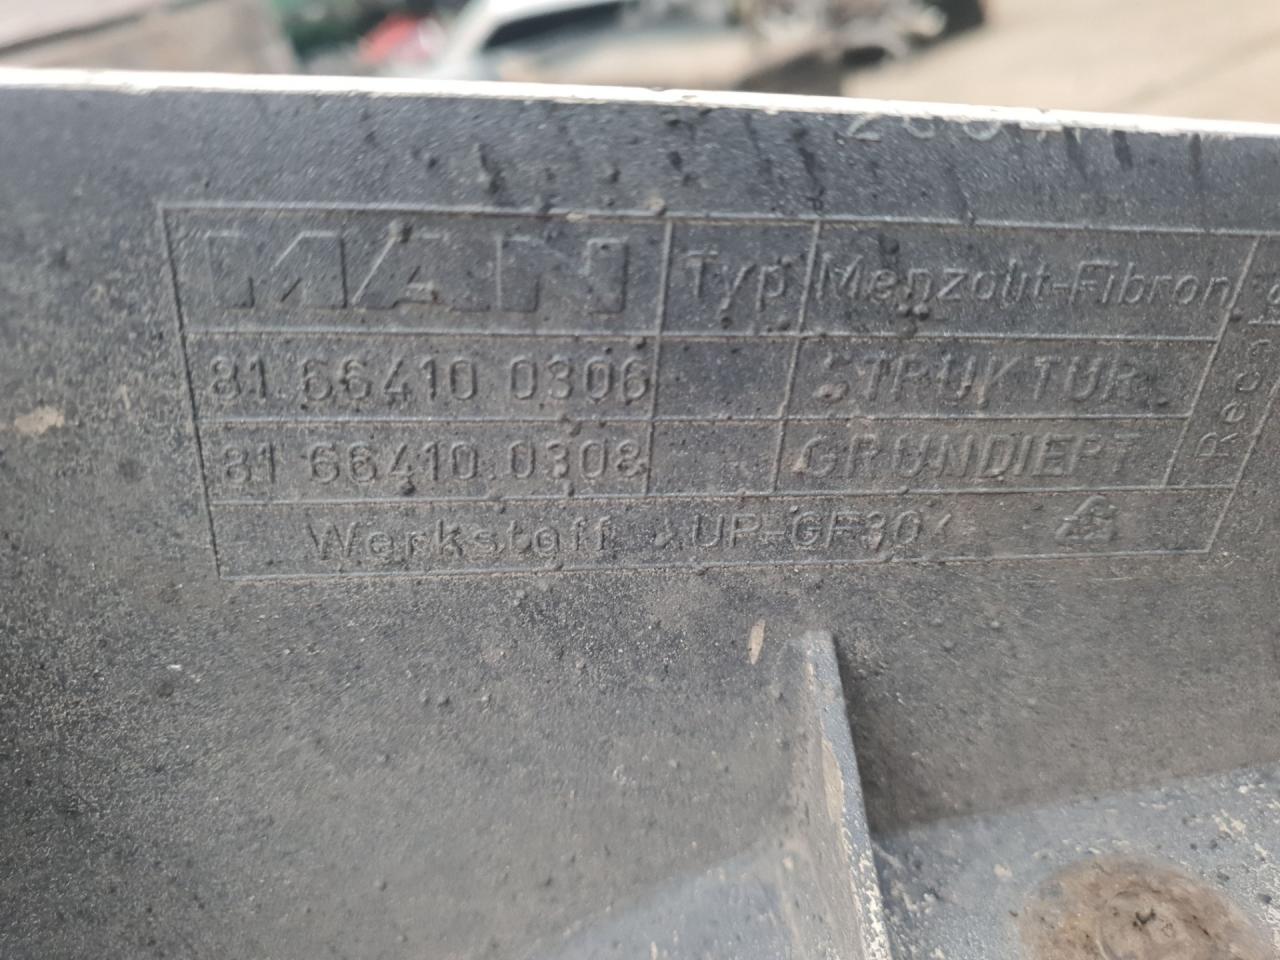 MAN Typ Menzolit-Fibron
81.66410.0306 STRUKTUR
81.66410.0308 GRUNDIERT
Werkstoff >UP-GF30<